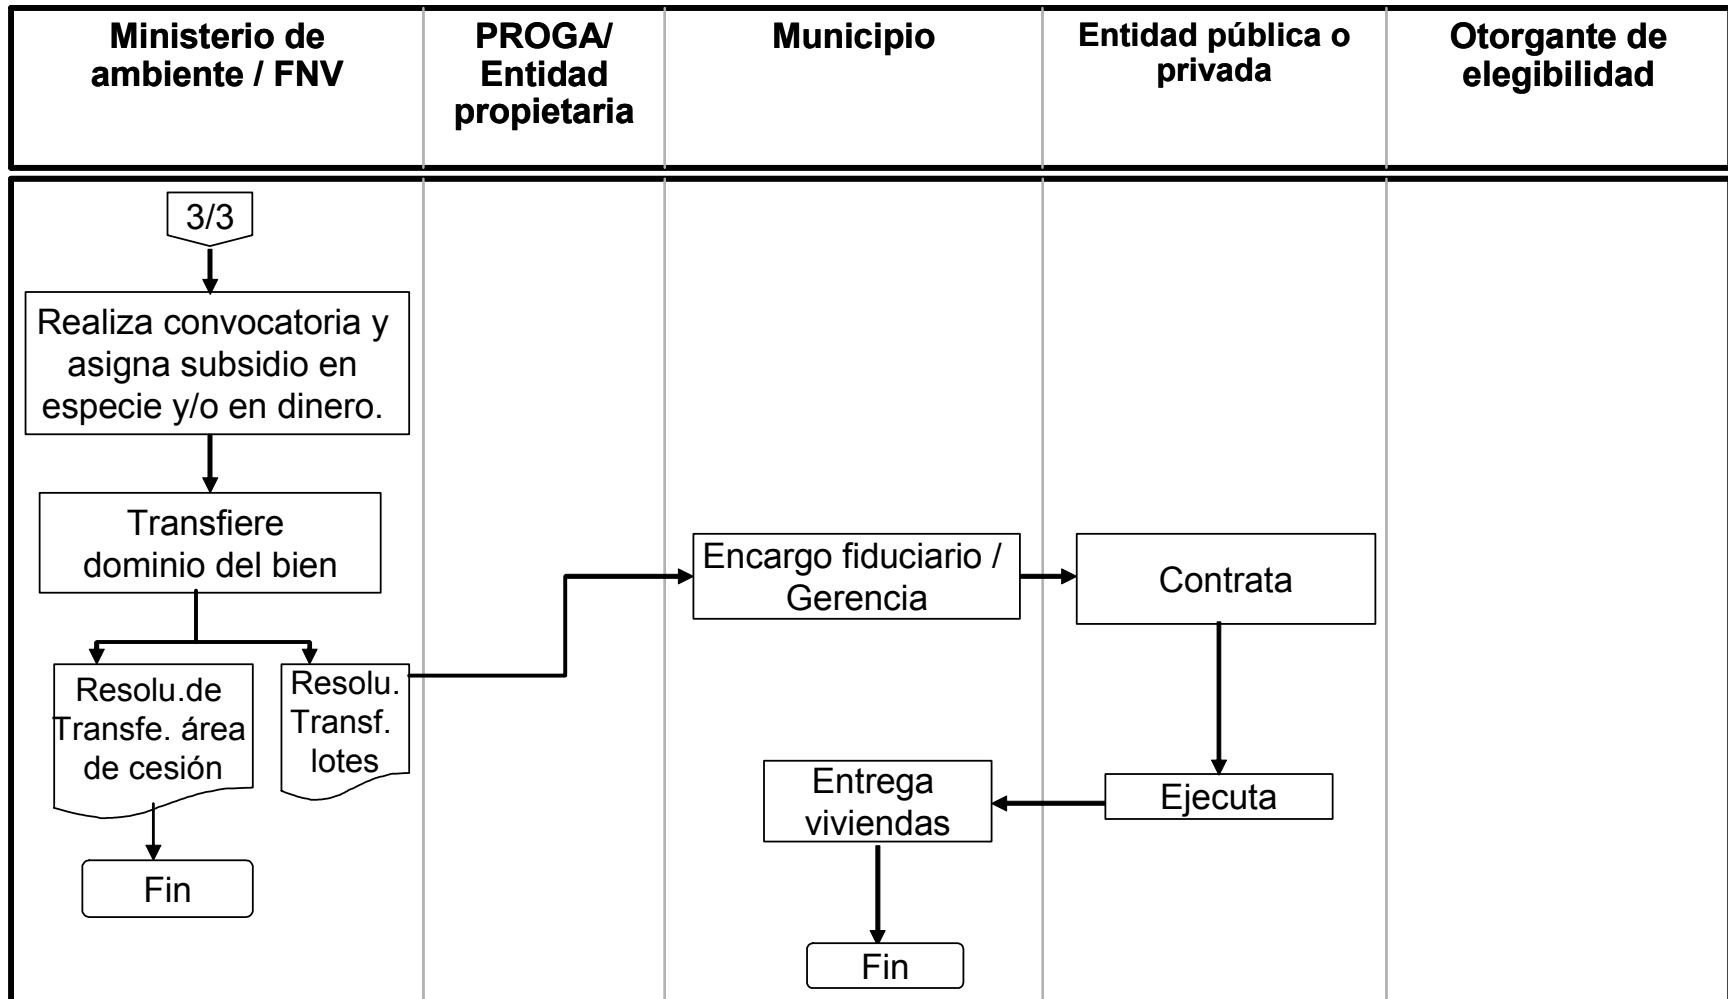 Ministerio de
ambiente / FNV
PROGA/
Entidad
propietaria
Municipio
Entidad pública o
privada
Otorgante de
elegibilidad
3/3
Realiza convocatoria y
asigna subsidio en
especie y/o en dinero.
Transfiere
dominio del bien
Encargo fiduciario /
Gerencia
Contrata
Resolu.de
Transfe. área
de cesión
Resolu.
Transf.
lotes
Entrega
viviendas
Ejecuta
Fin
Fin